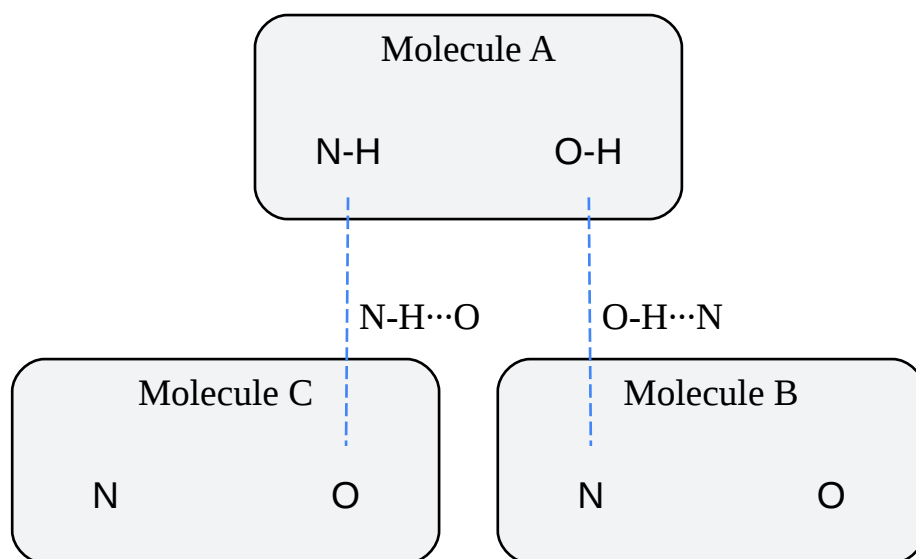 Molecule A
N-H O-H
N-H···O O-H···N
Molecule C Molecule B
N O N O